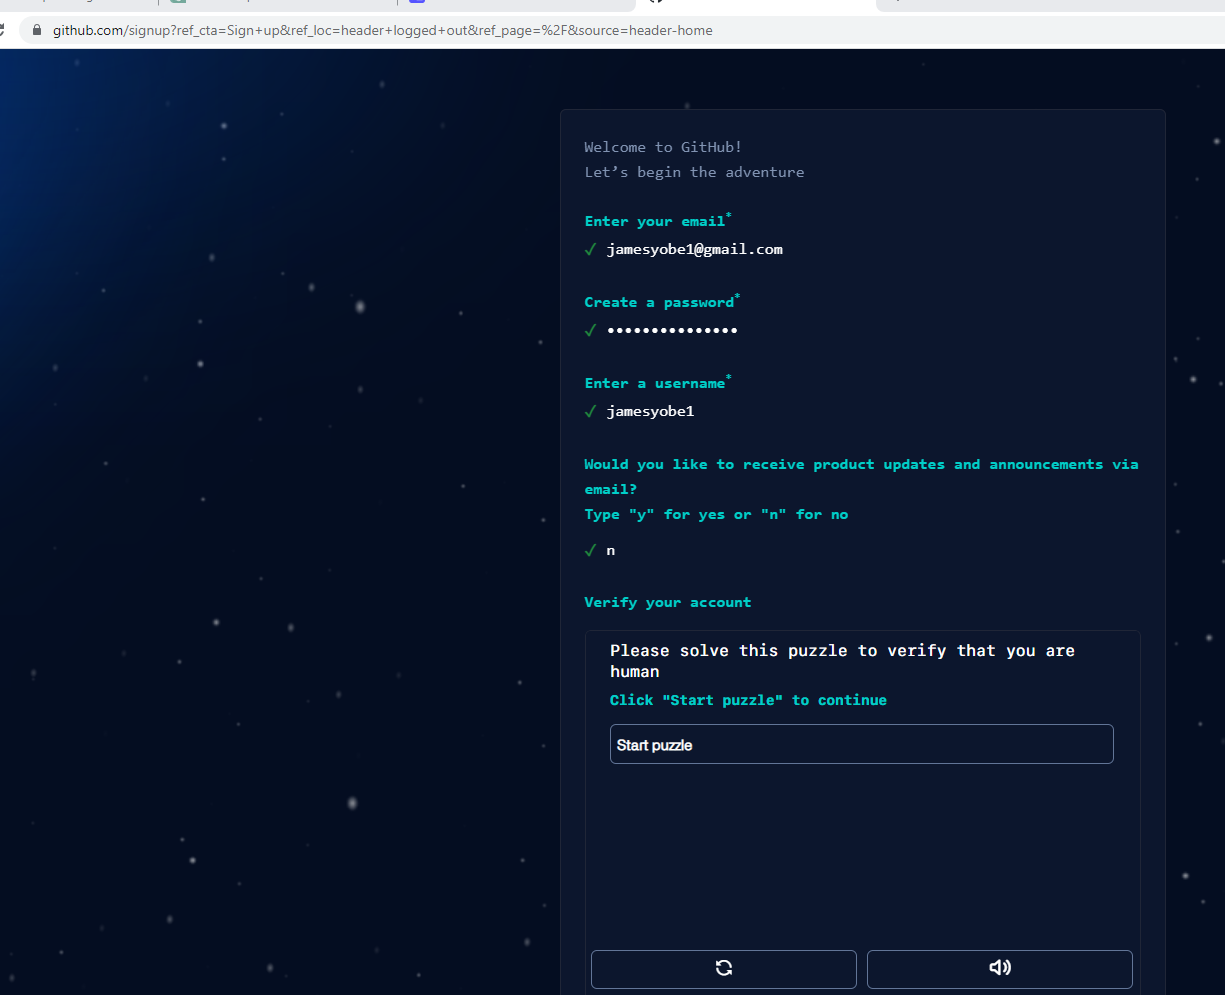 github.com/signup?ref_cta=Sign+up&ref_loc=header+logged+out&ref_page=%2F&source=header-home
Welcome to GitHub!
Let’s begin the adventure
Enter your email*
✓ jamesyobe1@gmail.com
Create a password*
✓ •••••••••••••••
Enter a username*
✓ jamesyobe1
Would you like to receive product updates and announcements via
email?
Type "y" for yes or "n" for no
✓ n
Verify your account
Please solve this puzzle to verify that you are
human
Click "Start puzzle" to continue
Start puzzle